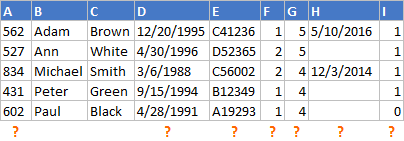 A B C D E F G H I
562 Adam Brown 12/20/1995 C41236 1 5 5/10/2016 1
527 Ann White 4/30/1996 D52365 2 5 1
834 Michael Smith 3/6/1988 C56002 2 4 12/3/2014 1
431 Peter Green 9/15/1994 B12349 1 4 1
602 Paul Black 4/28/1991 A19293 1 4 0
? ? ? ? ? ? ?